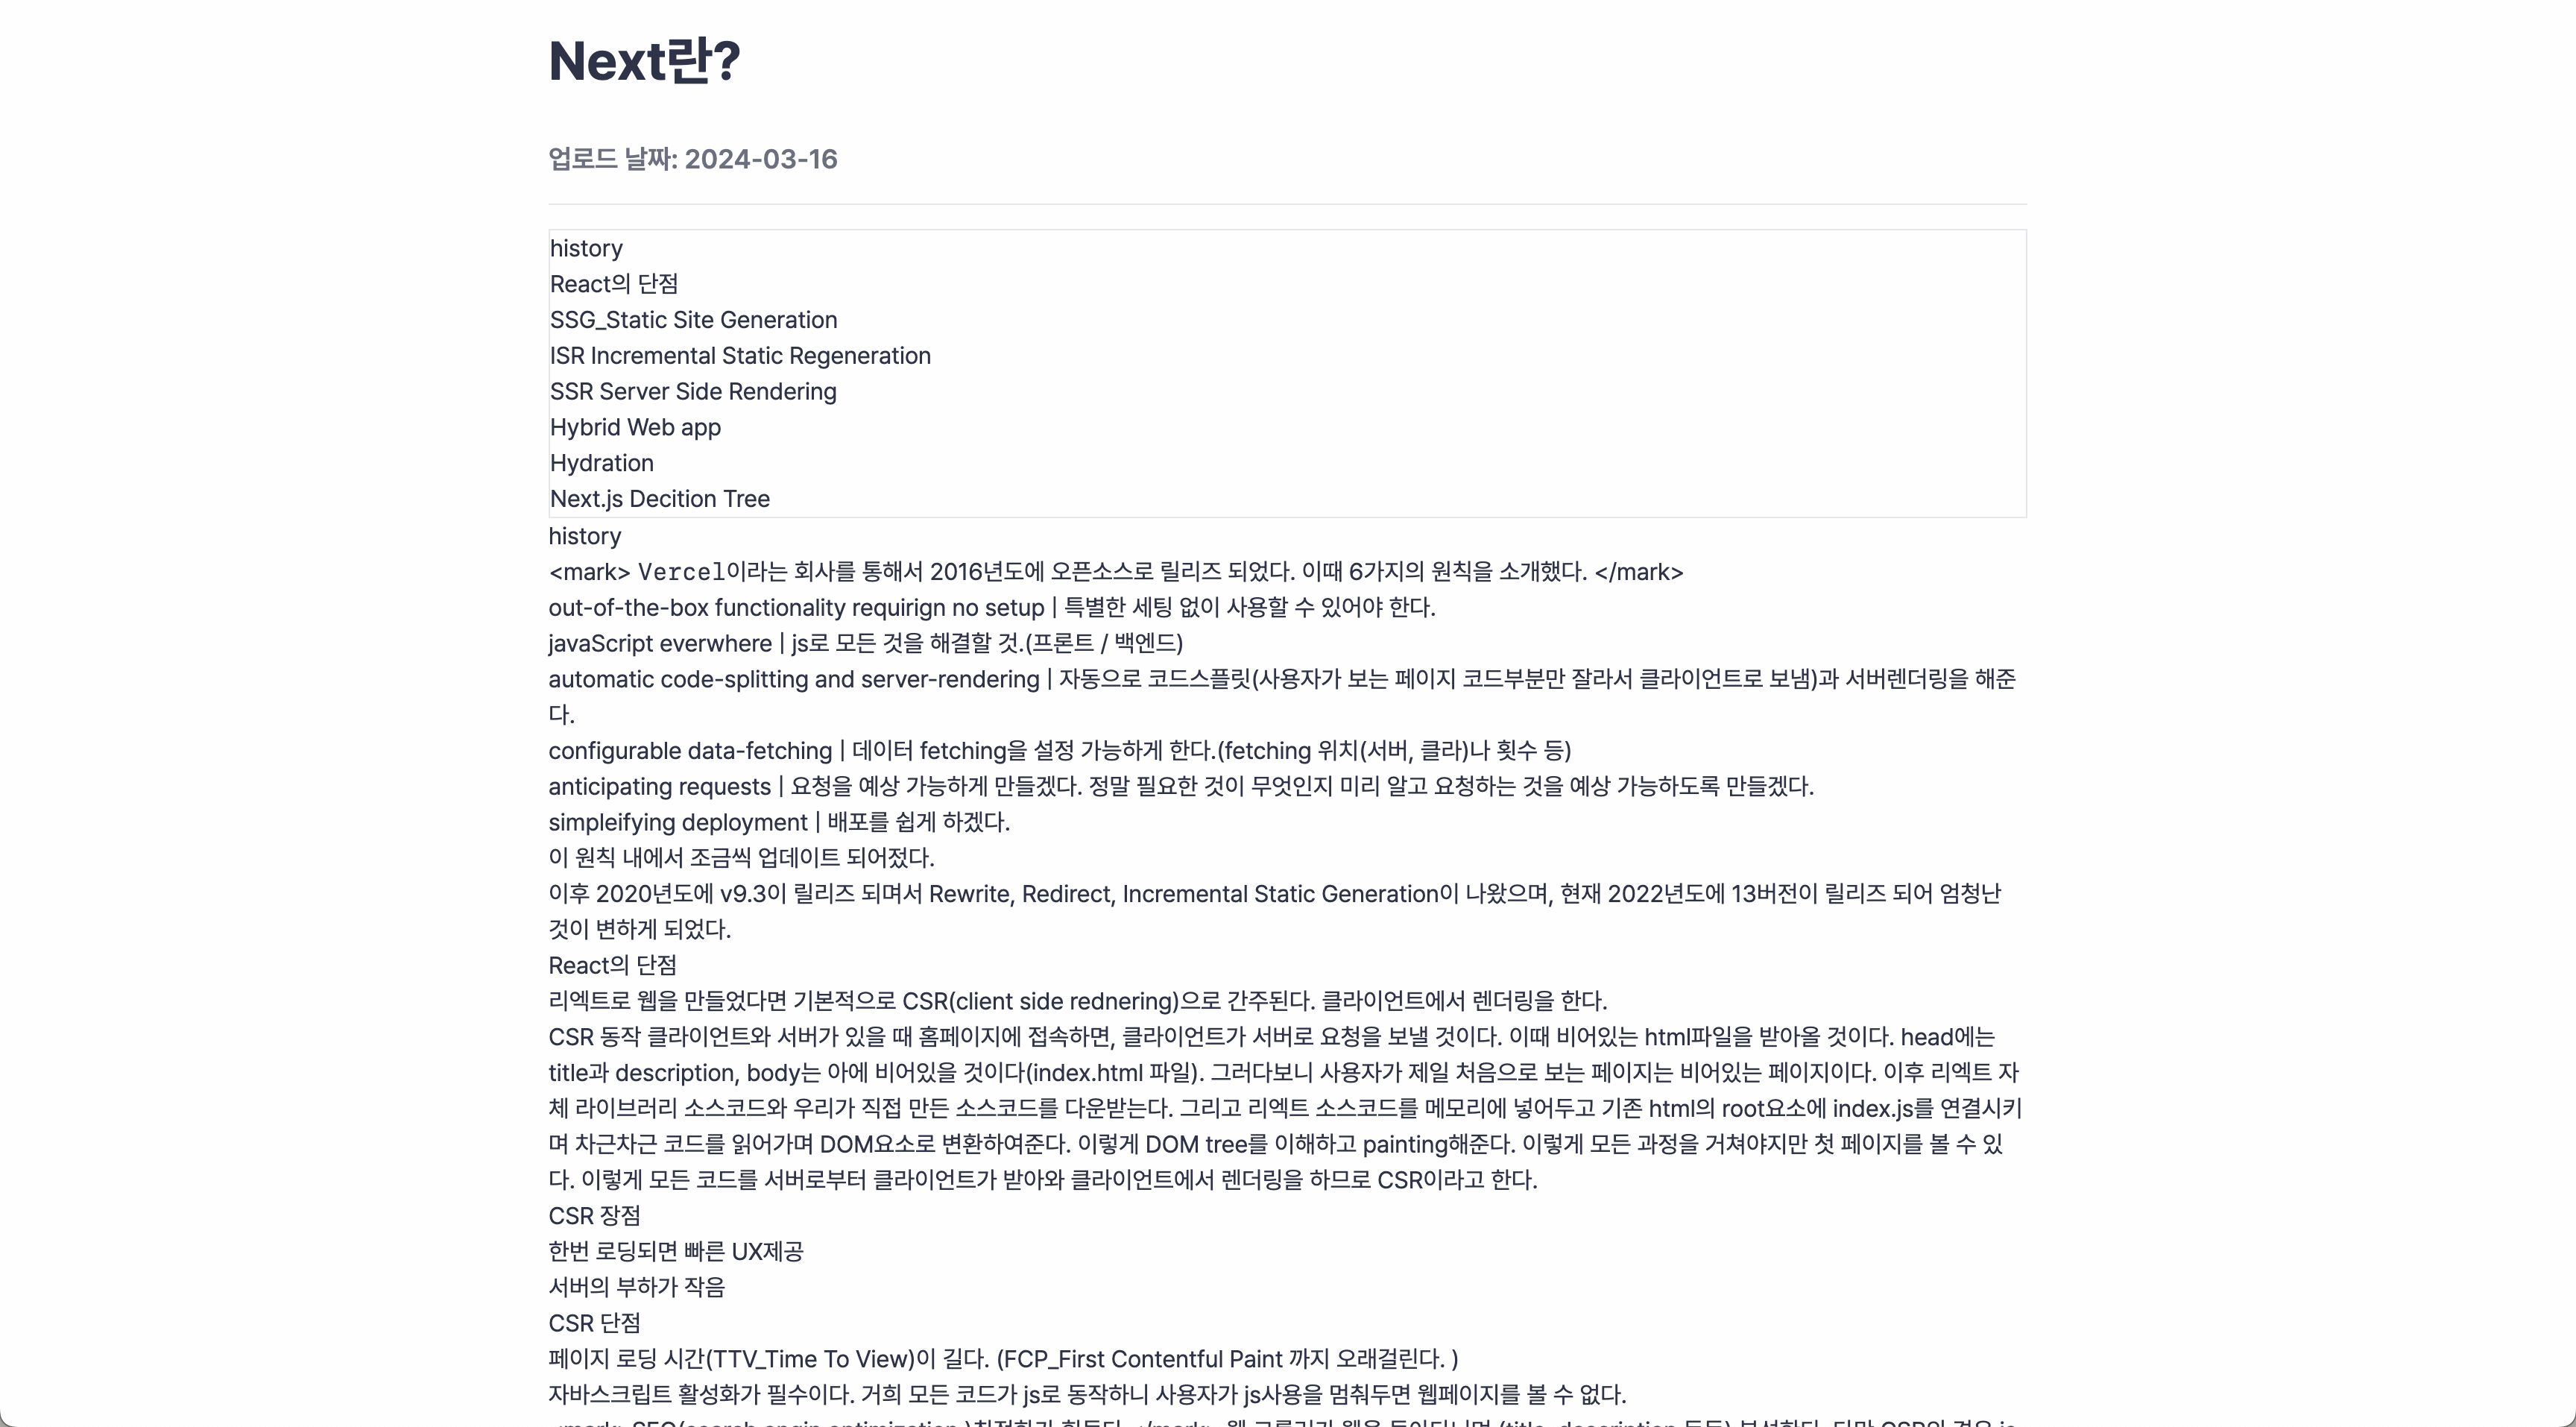 Next란?
업로드 날짜: 2024-03-16
history
React의 단점
SSG_Static Site Generation
ISR Incremental Static Regeneration
SSR Server Side Rendering
Hybrid Web app
Hydration
Next.js Decition Tree
history
<mark> Vercel이라는 회사를 통해서 2016년도에 오픈소스로 릴리즈 되었다. 이때 6가지의 원칙을 소개했다. </mark>
out-of-the-box functionality requirign no setup | 특별한 세팅 없이 사용할 수 있어야 한다.
javaScript everwhere | js로 모든 것을 해결할 것.(프론트 / 백엔드)
automatic code-splitting and server-rendering | 자동으로 코드스플릿(사용자가 보는 페이지 코드부분만 잘라서 클라이언트로 보냄)과 서버렌더링을 해준
다.
configurable data-fetching | 데이터 fetching을 설정 가능하게 한다.(fetching 위치(서버, 클라)나 횟수 등)
anticipating requests | 요청을 예상 가능하게 만들겠다. 정말 필요한 것이 무엇인지 미리 알고 요청하는 것을 예상 가능하도록 만들겠다.
simpleifying deployment | 배포를 쉽게 하겠다.
이 원칙 내에서 조금씩 업데이트 되어젔다.
이후 2020년도에 v9.3이 릴리즈 되며서 Rewrite, Redirect, Incremental Static Generation이 나왔으며, 현재 2022년도에 13버전이 릴리즈 되어 엄청난
것이 변하게 되었다.
React의 단점
리엑트로 웹을 만들었다면 기본적으로 CSR(client side rednering)으로 간주된다. 클라이언트에서 렌더링을 한다.
CSR 동작 클라이언트와 서버가 있을 때 홈페이지에 접속하면, 클라이언트가 서버로 요청을 보낼 것이다. 이때 비어있는 html파일을 받아올 것이다. head에는
title과 description, body는 아에 비어있을 것이다(index.html 파일). 그러다보니 사용자가 제일 처음으로 보는 페이지는 비어있는 페이지이다. 이후 리엑트 자
체 라이브러리 소스코드와 우리가 직접 만든 소스코드를 다운받는다. 그리고 리엑트 소스코드를 메모리에 넣어두고 기존 html의 root요소에 index.js를 연결시키
며 차근차근 코드를 읽어가며 DOM요소로 변환하여준다. 이렇게 DOM tree를 이해하고 painting해준다. 이렇게 모든 과정을 거쳐야지만 첫 페이지를 볼 수 있
다. 이렇게 모든 코드를 서버로부터 클라이언트가 받아와 클라이언트에서 렌더링을 하므로 CSR이라고 한다.
CSR 장점
한번 로딩되면 빠른 UX제공
서버의 부하가 작음
CSR 단점
페이지 로딩 시간(TTV_Time To View)이 길다. (FCP_First Contentful Paint 까지 오래걸린다. )
자바스크립트 활성화가 필수이다. 거희 모든 코드가 js로 동작하니 사용자가 js사용을 멈춰두면 웹페이지를 볼 수 없다.